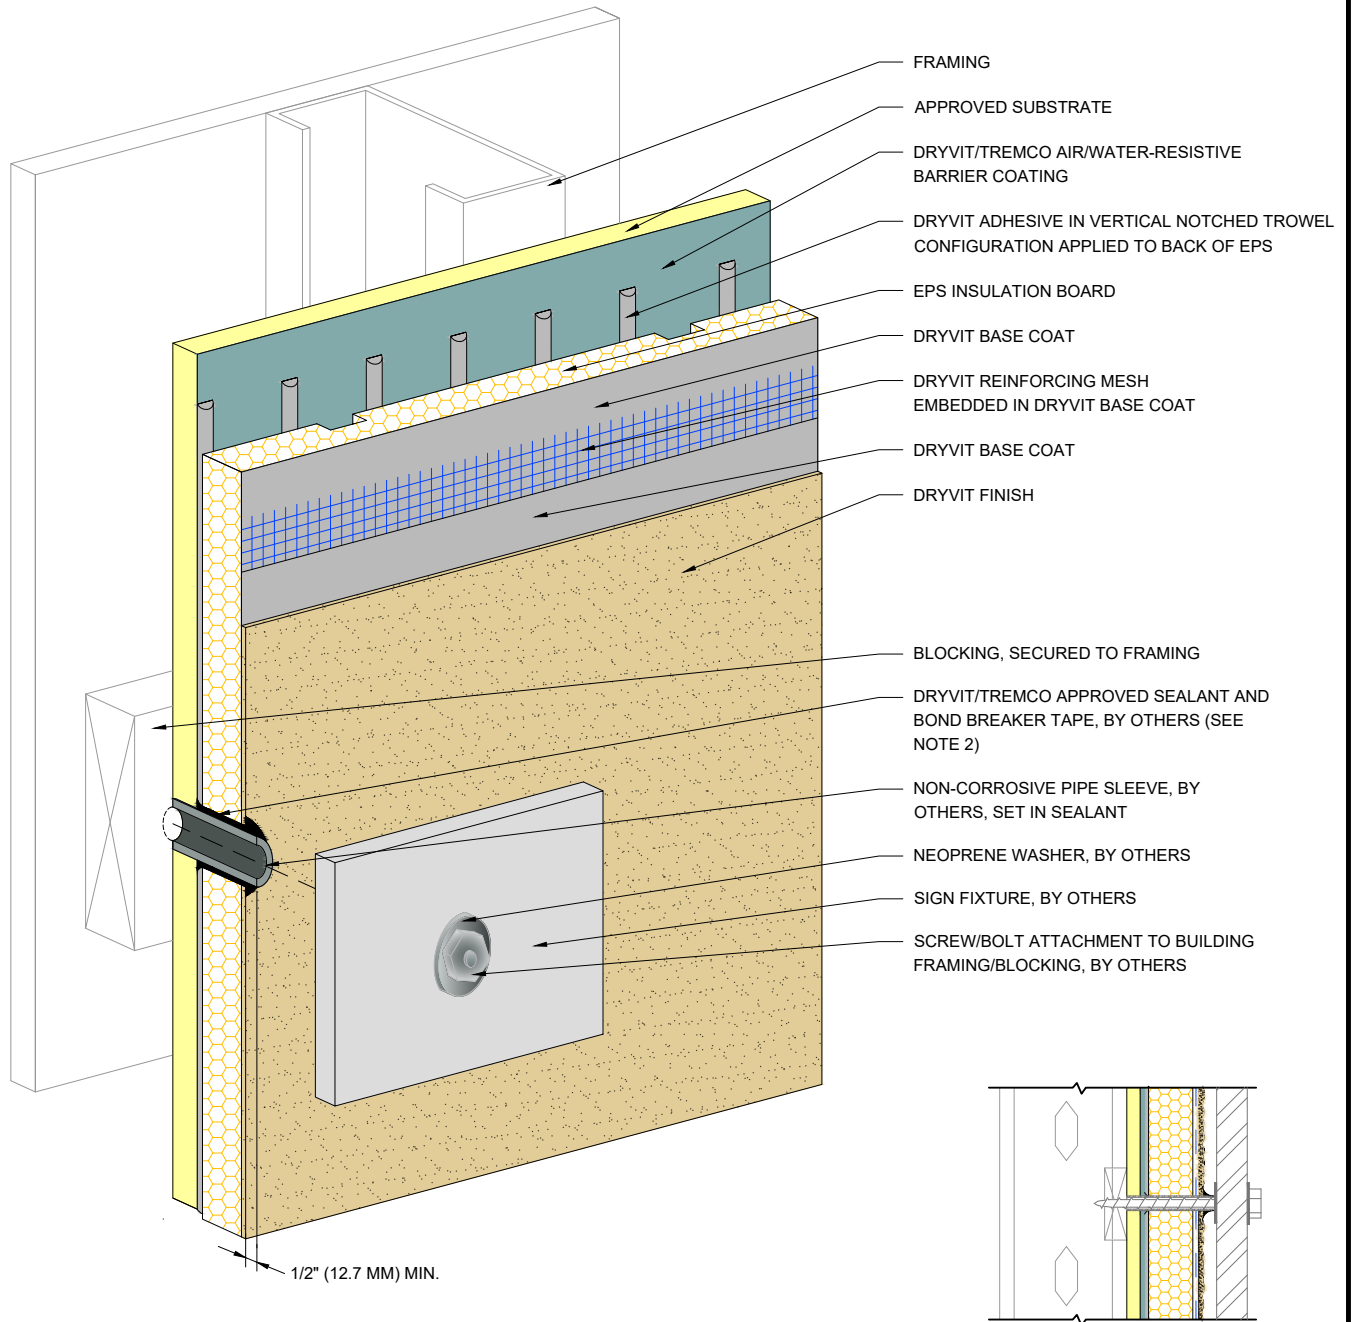 FRAMING
APPROVED SUBSTRATE
DRYVIT/TREMCO AIR/WATER-RESISTIVE
BARRIER COATING
DRYVIT ADHESIVE IN VERTICAL NOTCHED TROWEL
CONFIGURATION APPLIED TO BACK OF EPS
EPS INSULATION BOARD
DRYVIT BASE COAT
DRYVIT REINFORCING MESH
EMBEDDED IN DRYVIT BASE COAT
DRYVIT BASE COAT
DRYVIT FINISH
BLOCKING, SECURED TO FRAMING
DRYVIT/TREMCO APPROVED SEALANT AND
BOND BREAKER TAPE, BY OTHERS (SEE
NOTE 2)
NON-CORROSIVE PIPE SLEEVE, BY
OTHERS, SET IN SEALANT
NEOPRENE WASHER, BY OTHERS
SIGN FIXTURE, BY OTHERS
SCREW/BOLT ATTACHMENT TO BUILDING
FRAMING/BLOCKING, BY OTHERS
1/2" (12.7 MM) MIN.